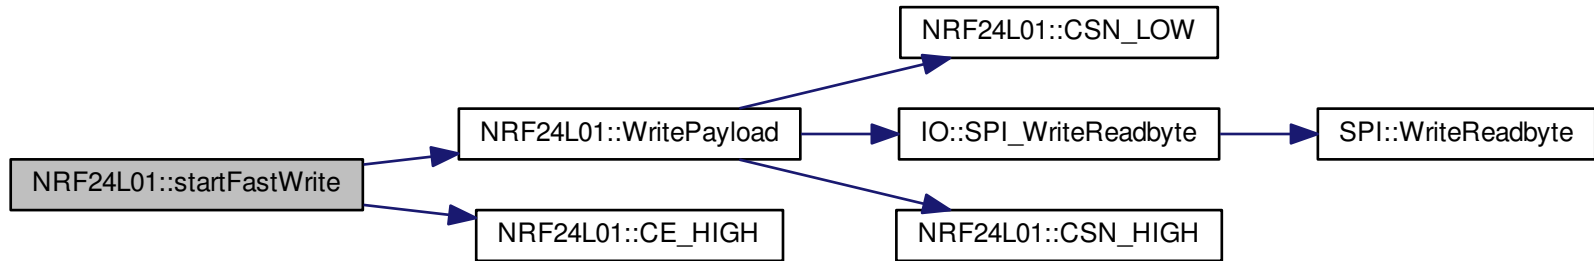 NRF24L01::CSN_LOW
NRF24L01::WritePayload
IO::SPI_WriteReadbyte
SPI::WriteReadbyte
NRF24L01::startFastWrite
NRF24L01::CE_HIGH
NRF24L01::CSN_HIGH